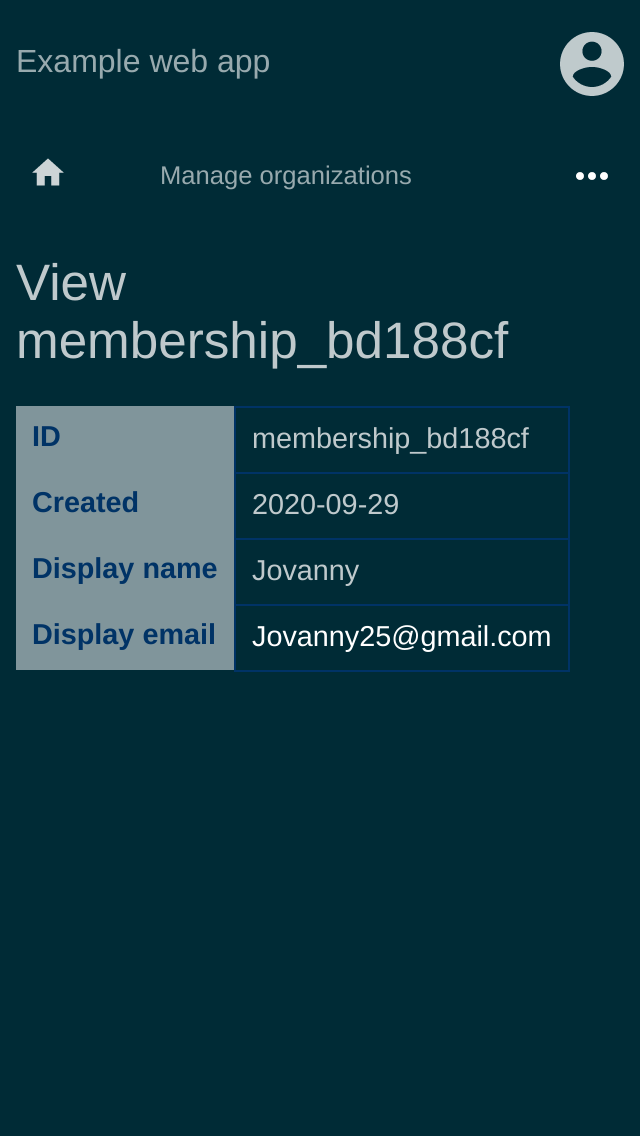 Example web app
Manage organizations
View
membership_bd188cf
ID membership_bd188cf
Created 2020-09-29
Display name Jovanny
Display email Jovanny25@gmail.com